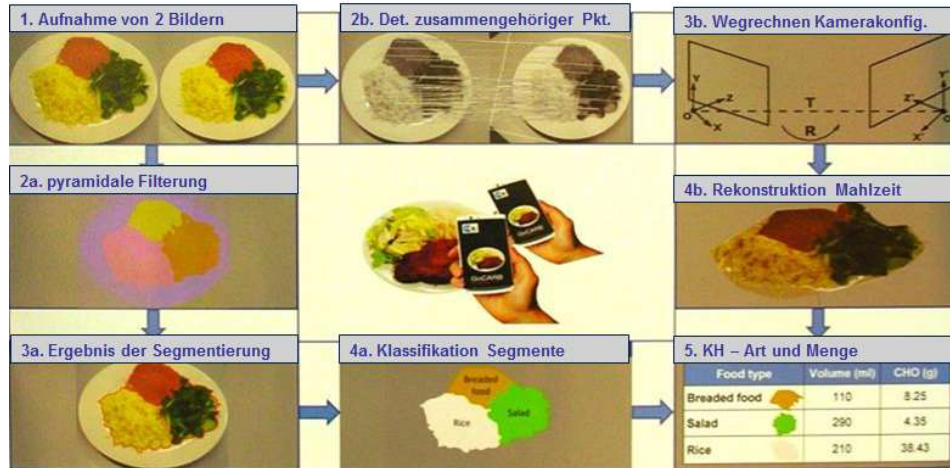 1. Aufnahme von 2 Bildern
2b. Det. zusammengehöriger Pkt.
3b. Wegrechnen Kamerakonfig.
Y
Z
O
X
T
R
Y'
Z'
X'
2a. pyramidale Filterung
4b. Rekonstruktion Mahlzeit
GoCARB
GoCARB
3a. Ergebnis der Segmentierung
4a. Klassifikation Segmente
5. KH – Art und Menge
Breaded food
Salad
Rice
Food type Volume (ml) CHO (g)
Breaded food 110 8.25
Salad 290 4.35
Rice 210 38.43